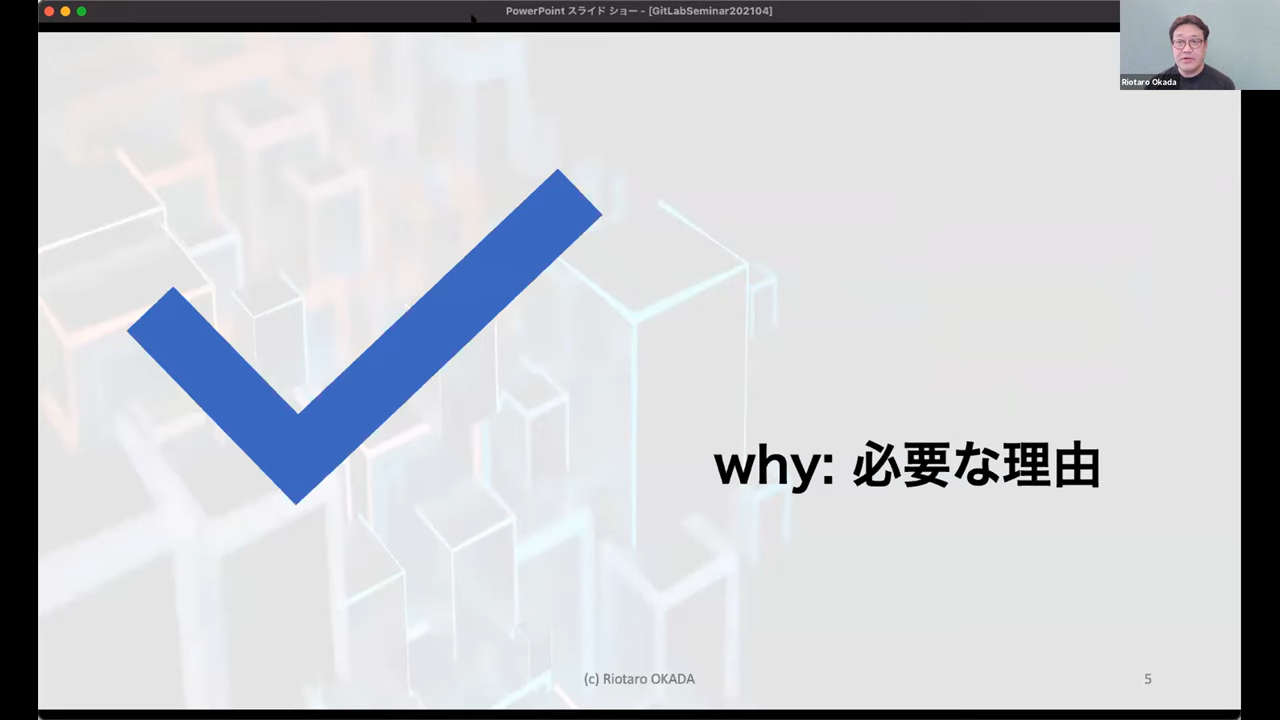 PowerPoint スライド ショー - [GitLabSeminar202104]
Riotaro Okada
why: 必要な理由
(c) Riotaro OKADA
5